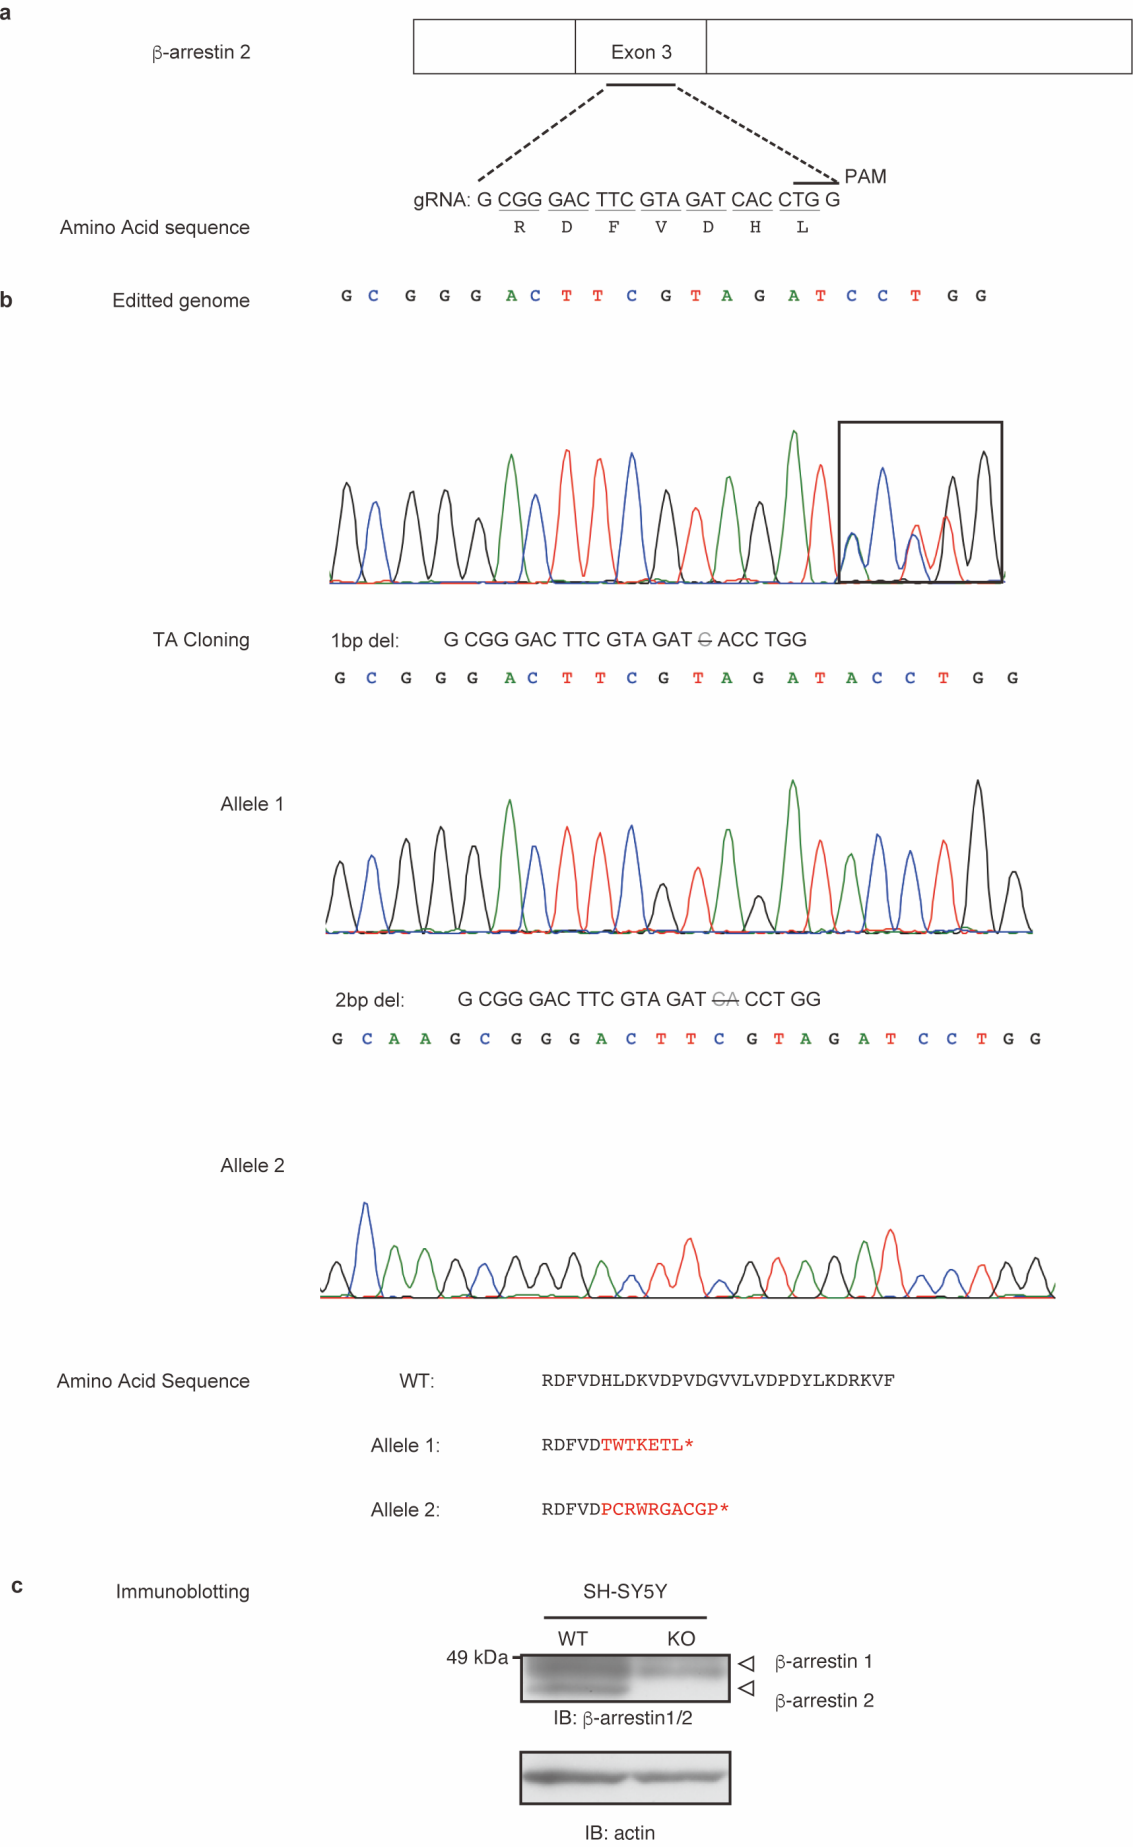 a
β-arrestin 2
Exon 3
PAM
gRNA: G CGG GAC TTC GTA GAT CAC CTG G
Amino Acid sequence R D F V D H L
b Editted genome G C G G G A C T T C G T A G A T C C T G G
TA Cloning 1bp del: G CGG GAC TTC GTA GAT C ACC TGG
G C G G G A C T T C G T A G A T A C C T G G
Allele 1
2bp del: G CGG GAC TTC GTA GAT CA CCT GG
G C A A G C G G G A C T T C G T A G A T C C T G G
Allele 2
Amino Acid Sequence WT: RDFVDHLDKVDPVDGVVLVDPDYLKDRKVF
Allele 1: RDFVDTWTKETL*
Allele 2: RDFVDPCRWRGACGP*
c Immunoblotting SH-SY5Y
WT KO
49 kDa β-arrestin 1
β-arrestin 2
IB: β-arrestin1/2
IB: actin